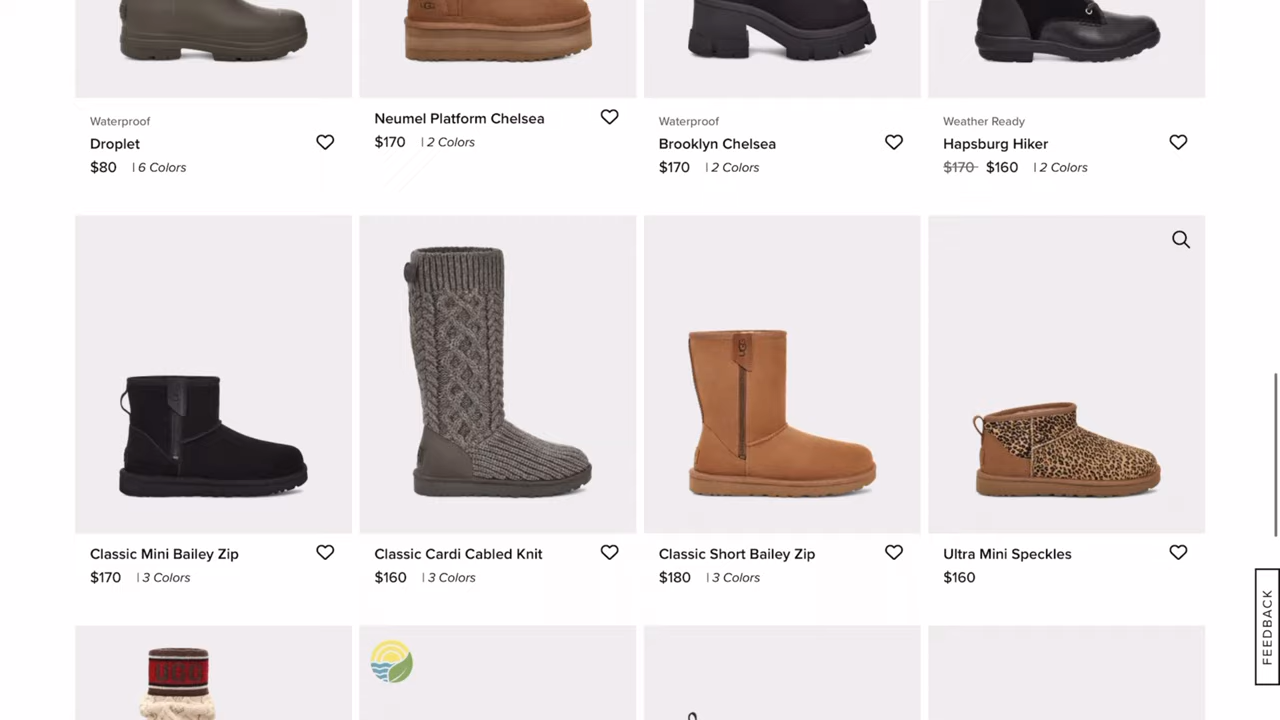 Waterproof
Droplet
$80 | 6 Colors
Neumel Platform Chelsea
$170 | 2 Colors
Waterproof
Brooklyn Chelsea
$170 | 2 Colors
Weather Ready
Hapsburg Hiker
$170 $160 | 2 Colors
Classic Mini Bailey Zip
$170 | 3 Colors
Classic Cardi Cabled Knit
$160 | 3 Colors
Classic Short Bailey Zip
$180 | 3 Colors
Ultra Mini Speckles
$160
FEEDBACK